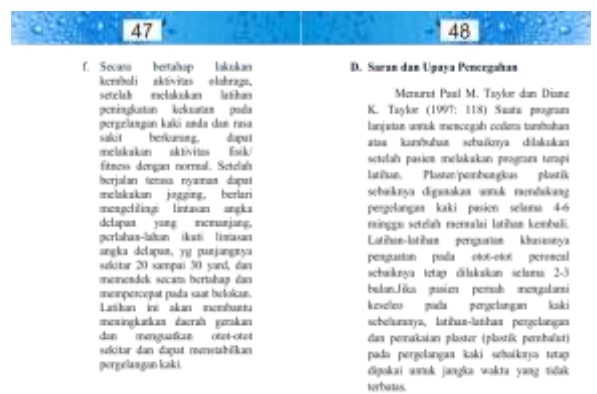 47
f. Secara bertahap lakukan
kembali aktivitas olahraga,
setelah melakukan latihan
peningkatan kekuatan pada
pergelangan kaki anda dan rasa
sakit berkurang, dapat
melakukan aktivitas fisik/
fitness dengan normal. Setelah
berjalan terasa nyaman dapat
melakukan jogging, berlari
mengelilingi lintasan angka
delapan yang memanjang,
perlahan-lahan ikuti lintasan
angka delapan, yg panjangnya
sekitar 20 sampai 30 yard, dan
memendek secara bertahap dan
mempercepat pada saat belokan.
Latihan ini akan membantu
meningkatkan daerah gerakan
dan menguatkan otot-otot
sekitar dan dapat menstabilkan
pergelangan kaki.
48
D. Saran dan Upaya Pencegahan
Menurut Paul M. Taylor dan Diane
K. Taylor (1997: 118) Suatu program
lanjutan untuk mencegah cedera tambahan
atau kambuhan sebaiknya dilakukan
setelah pasien melakukan program terapi
latihan. Plaster/pembungkus plastik
sebaiknya digunakan untuk mendukung
pergelangan kaki pasien selama 4-6
minggu setelah memulai latihan kembali.
Latihan-latihan penguatan khususnya
penguatan pada otot-otot peroneal
sebaiknya tetap dilakukan selama 2-3
bulan.Jika pasien pernah mengalami
keseleo pada pergelangan kaki
sebelumnya, latihan-latihan pergelangan
dan pemakaian plaster (plastik pembalut)
pada pergelangan kaki sebaiknya tetap
dipakai untuk jangka waktu yang tidak
terbatas.